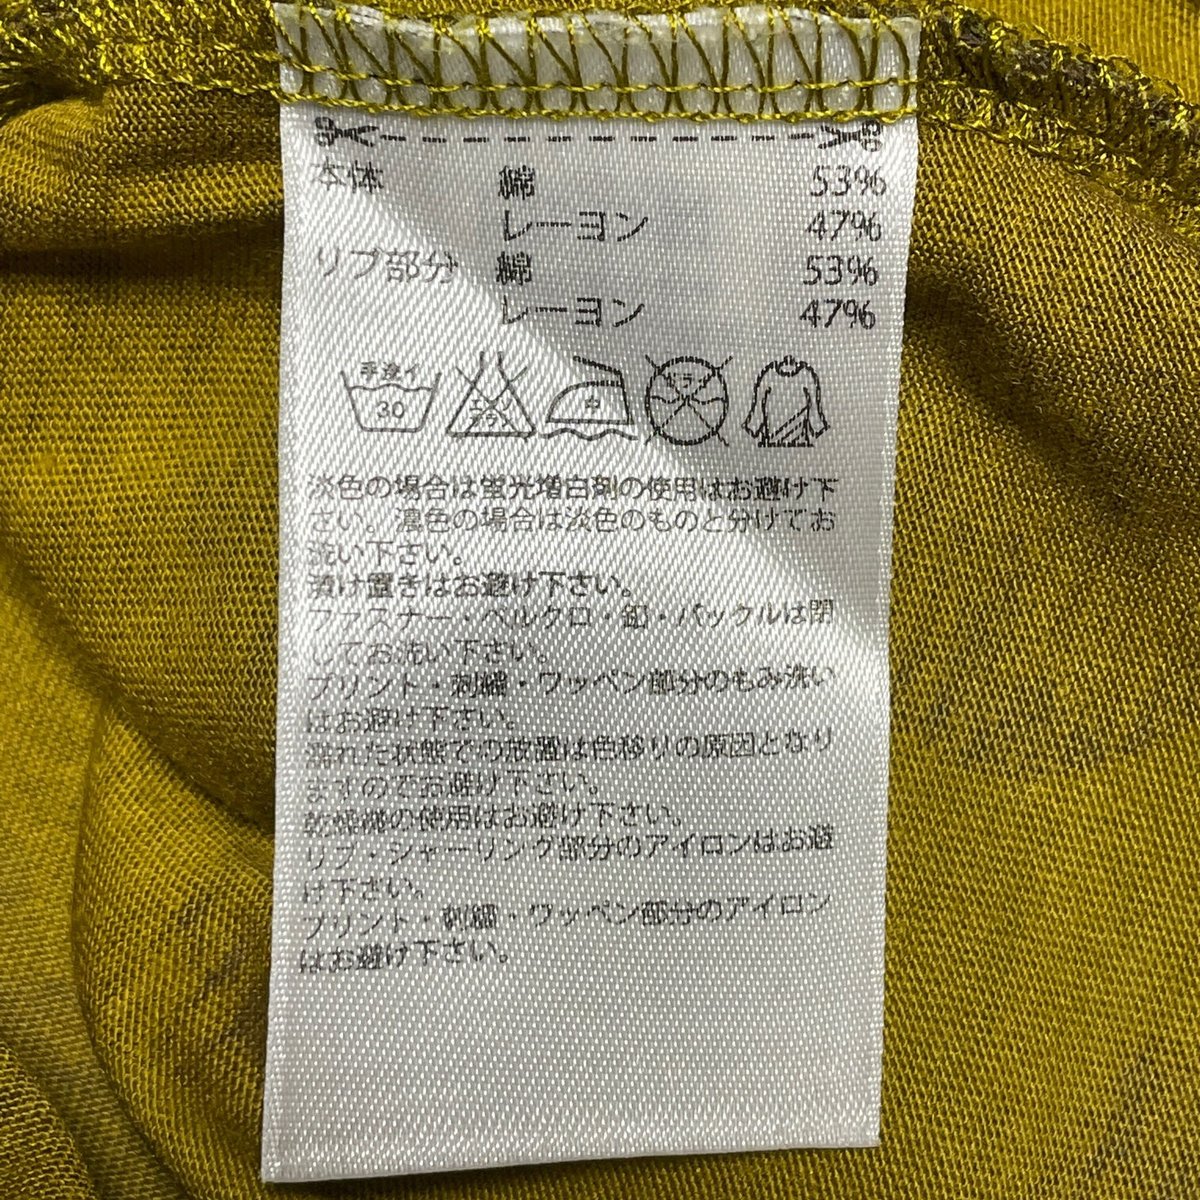 本体 綿 53%
レーヨン 47%
リブ部分 綿 53%
レーヨン 47%
手洗イ 30 エンソサラシ 中 ドライ
淡色の場合は蛍光増白剤の使用はお避け下
さい。濃色の場合は淡色のものと分けてお
洗い下さい。
漬け置きはお避け下さい。
ファスナー・ベルクロ・釦・バックルは閉
してお洗い下さい。
プリント・刺繍・ワッペン部分のもみ洗い
はお避け下さい。
濡れた状態での放置は色移りの原因となり
ますのでお避け下さい。
乾燥機の使用はお避け下さい。
リブ・シャーリング部分のアイロンはお避
け下さい。
プリント・刺繍・ワッペン部分のアイロン
はお避け下さい。